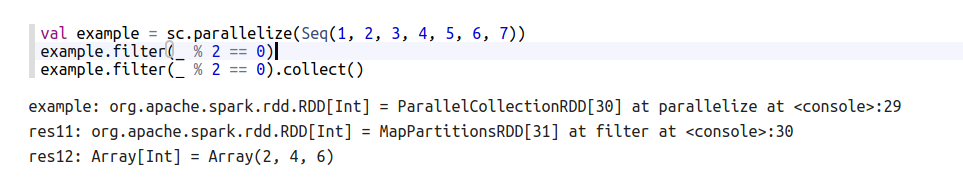 val example = sc.parallelize(Seq(1, 2, 3, 4, 5, 6, 7))
example.filter(_ % 2 == 0)
example.filter(_ % 2 == 0).collect()
example: org.apache.spark.rdd.RDD[Int] = ParallelCollectionRDD[30] at parallelize at <console>:29
res11: org.apache.spark.rdd.RDD[Int] = MapPartitionsRDD[31] at filter at <console>:30
res12: Array[Int] = Array(2, 4, 6)